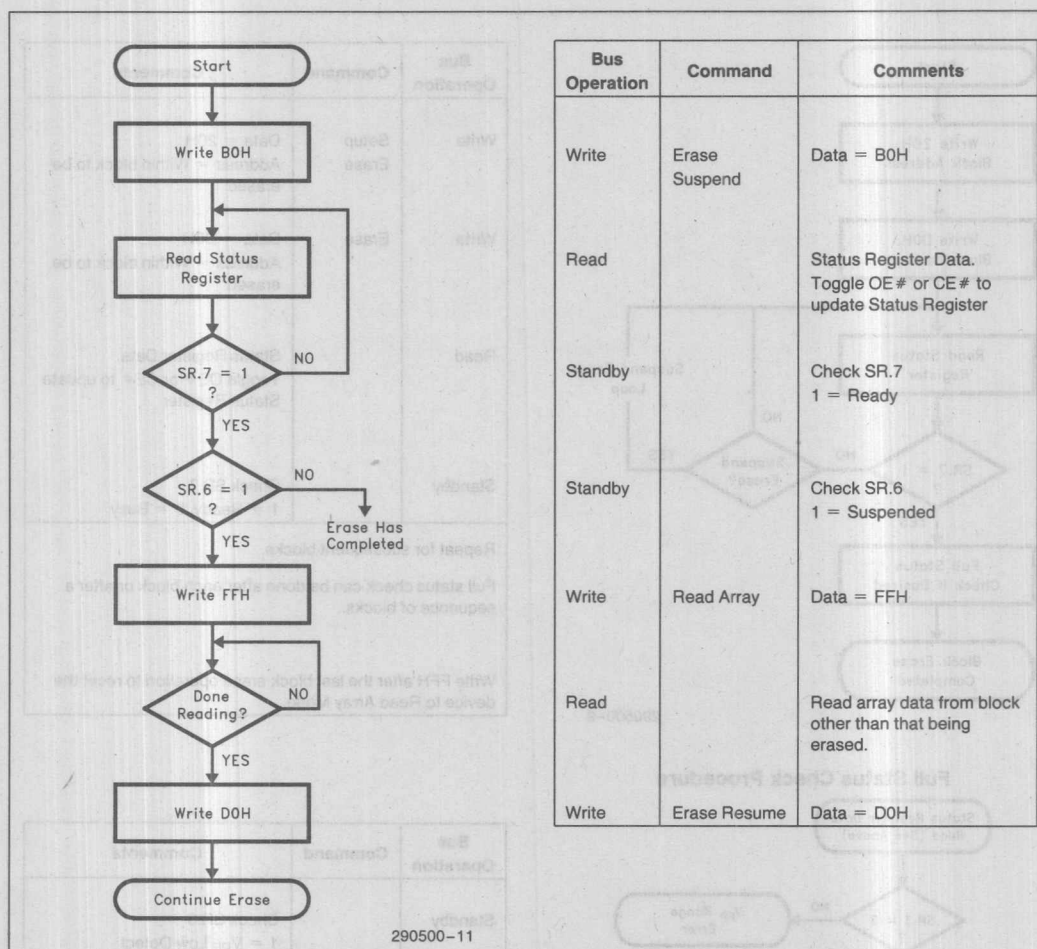 Start
Write B0H
Read Status
Register
SR.7 = 1
?
NO
YES
SR.6 = 1
?
NO
Erase Has
Completed
YES
Write FFH
Done
Reading?
NO
YES
Write D0H
Continue Erase
290500-11
Bus
Operation
Command
Comments
Write
Erase
Suspend
Data = B0H
Read
Status Register Data.
Toggle OE# or CE# to
update Status Register
Standby
Check SR.7
1 = Ready
Standby
Check SR.6
1 = Suspended
Write
Read Array
Data = FFH
Read
Read array data from block
other than that being
erased.
Write
Erase Resume
Data = D0H